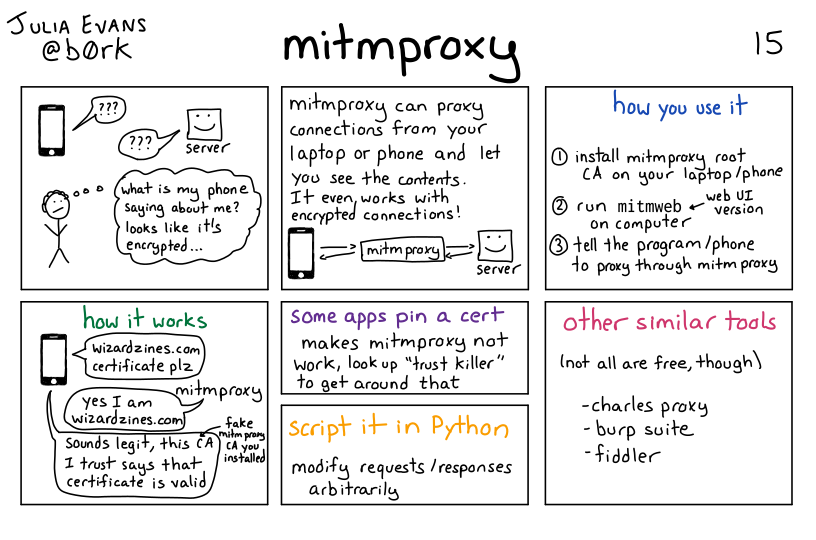 JULIA EVANS
@b0rk
mitmproxy
15
???
???
server
what is my phone
saying about me?
looks like it's
encrypted...
mitmproxy can proxy
connections from your
laptop or phone and let
you see the contents.
It even works with
encrypted connections!
mitmproxy
server
how you use it
① install mitmproxy root
CA on your laptop/phone
② run mitmweb ← web UI
version
on computer
③ tell the program/phone
to proxy through mitmproxy
how it works
wizardzines.com
certificate plz
mitmproxy
yes I am
wizardzines.com
Sounds legit, this CA
I trust says that
certificate is valid
fake
mitmproxy
CA you
installed
some apps pin a cert
makes mitmproxy not
work, look up "trust killer"
to get around that
script it in Python
modify requests/responses
arbitrarily
other similar tools
(not all are free, though)
-charles proxy
-burp suite
-fiddler